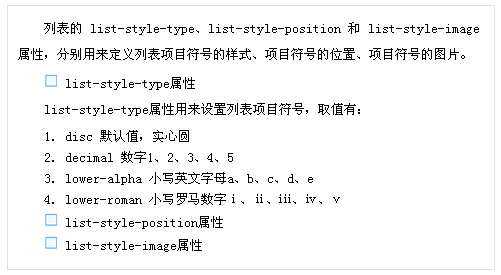 列表的 list-style-type、list-style-position 和 list-style-image
属性，分别用来定义列表项目符号的样式、项目符号的位置、项目符号的图片。
list-style-type属性
list-style-type属性用来设置列表项目符号，取值有：
1. disc 默认值，实心圆
2. decimal 数字1、2、3、4、5
3. lower-alpha 小写英文字母a、b、c、d、e
4. lower-roman 小写罗马数字ⅰ、ⅱ、ⅲ、ⅳ、ⅴ
list-style-position属性
list-style-image属性